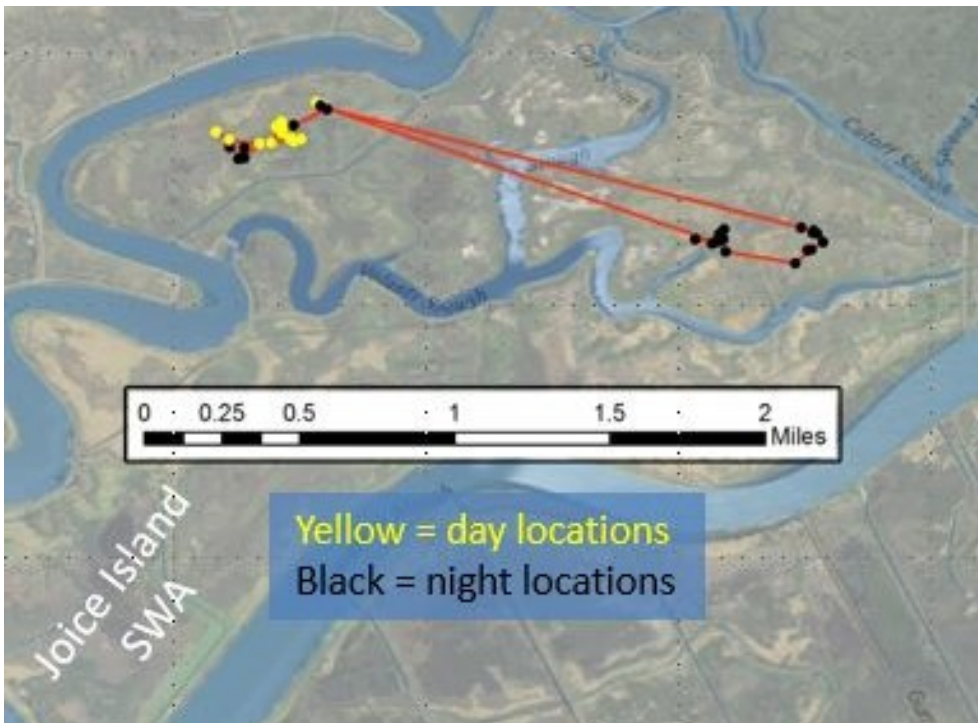 Cutoff Slough
Slough
0 0.25 0.5 1 1.5 2
Miles
Yellow = day locations
Black = night locations
Joice Island
SWA